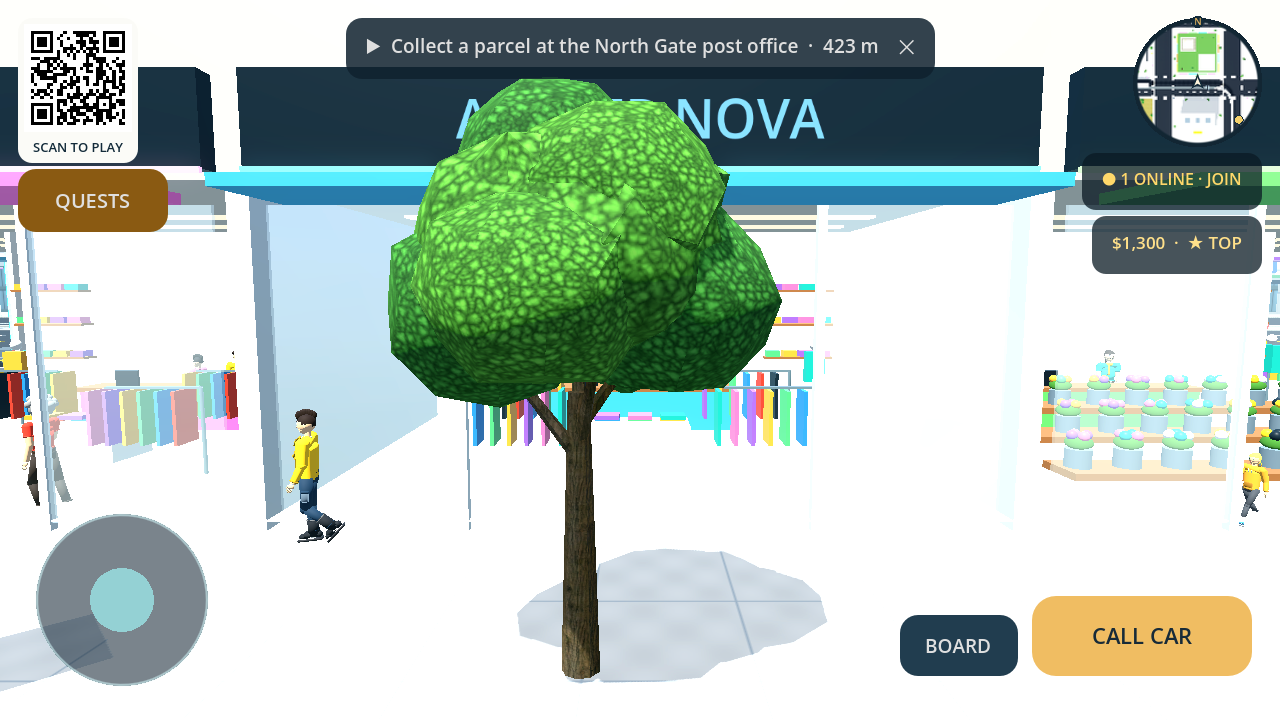 Collect a parcel at the North Gate post office · 423 m
N
SCAN TO PLAY
NOVA
QUESTS
1 ONLINE · JOIN
$1,300 · ★ TOP
BOARD
CALL CAR